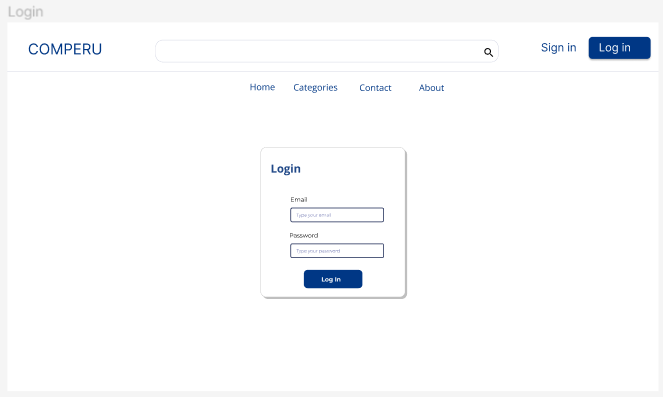 Login
COMPERU
Sign in
Log in
Home
Categories
Contact
About
Login
Email
Type your email
Password
Type your password
Log In